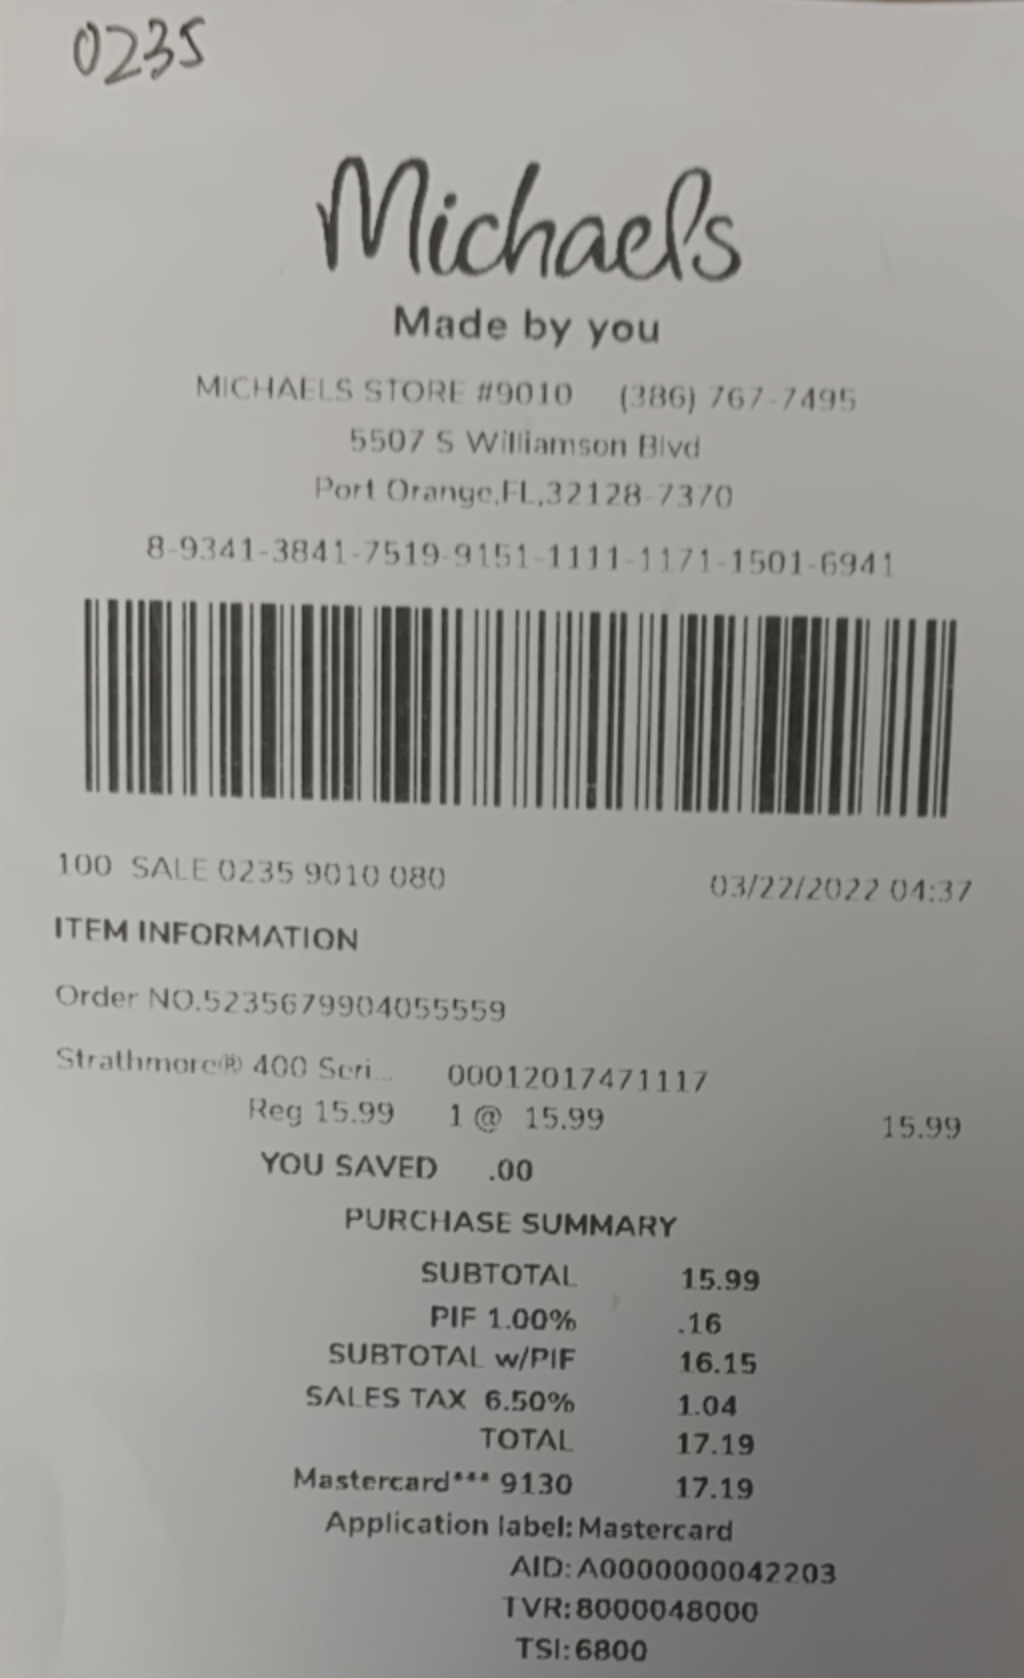 0235
Michaels
Made by you
MICHAELS STORE #9010 (386) 767-7495
5507 S Williamson Blvd
Port Orange,FL,32128-7370
8-9341-3841-7519-9151-1111-1171-1501-6941
100 SALE 0235 9010 080 03/22/2022 04:37
ITEM INFORMATION
Order NO.5235679904055559
Strathmore® 400 Seri... 00012017471117
Reg 15.99 1 @ 15.99 15.99
YOU SAVED .00
PURCHASE SUMMARY
SUBTOTAL 15.99
PIF 1.00% .16
SUBTOTAL w/PIF 16.15
SALES TAX 6.50% 1.04
TOTAL 17.19
Mastercard*** 9130 17.19
Application label: Mastercard
AID: A0000000042203
TVR: 8000048000
TSI: 6800